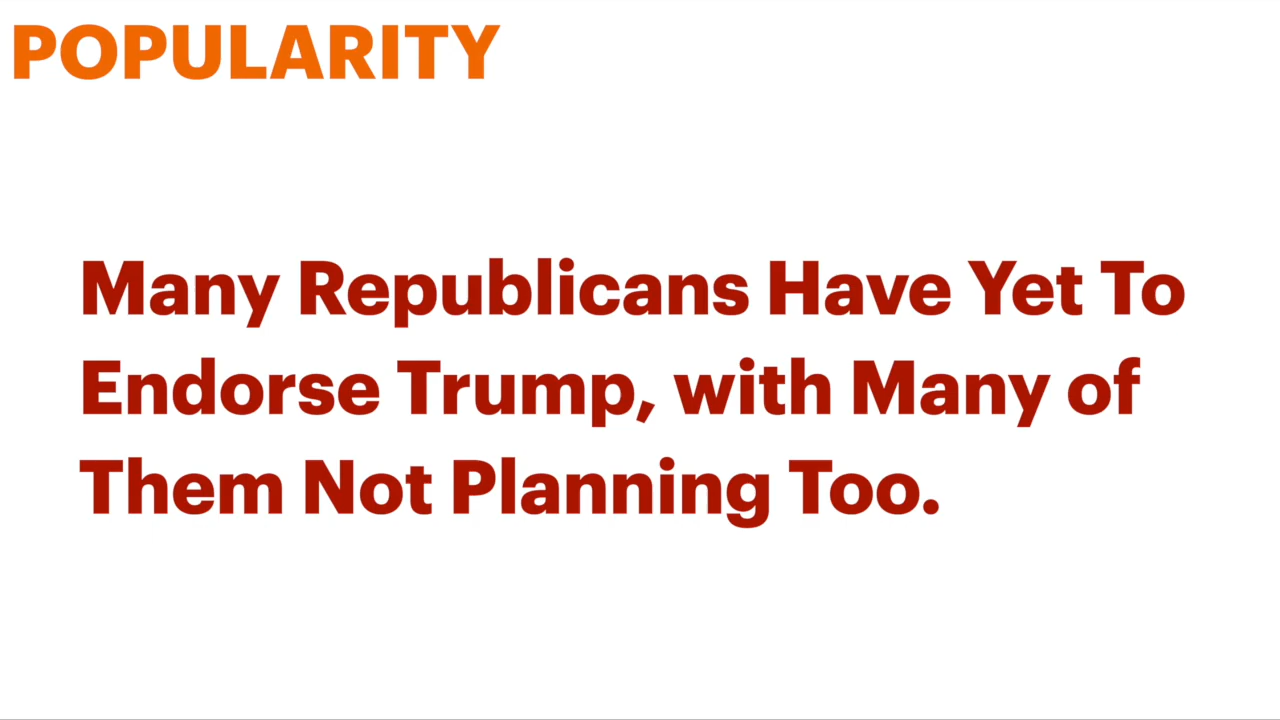 POPULARITY
Many Republicans Have Yet To
Endorse Trump, with Many of
Them Not Planning Too.